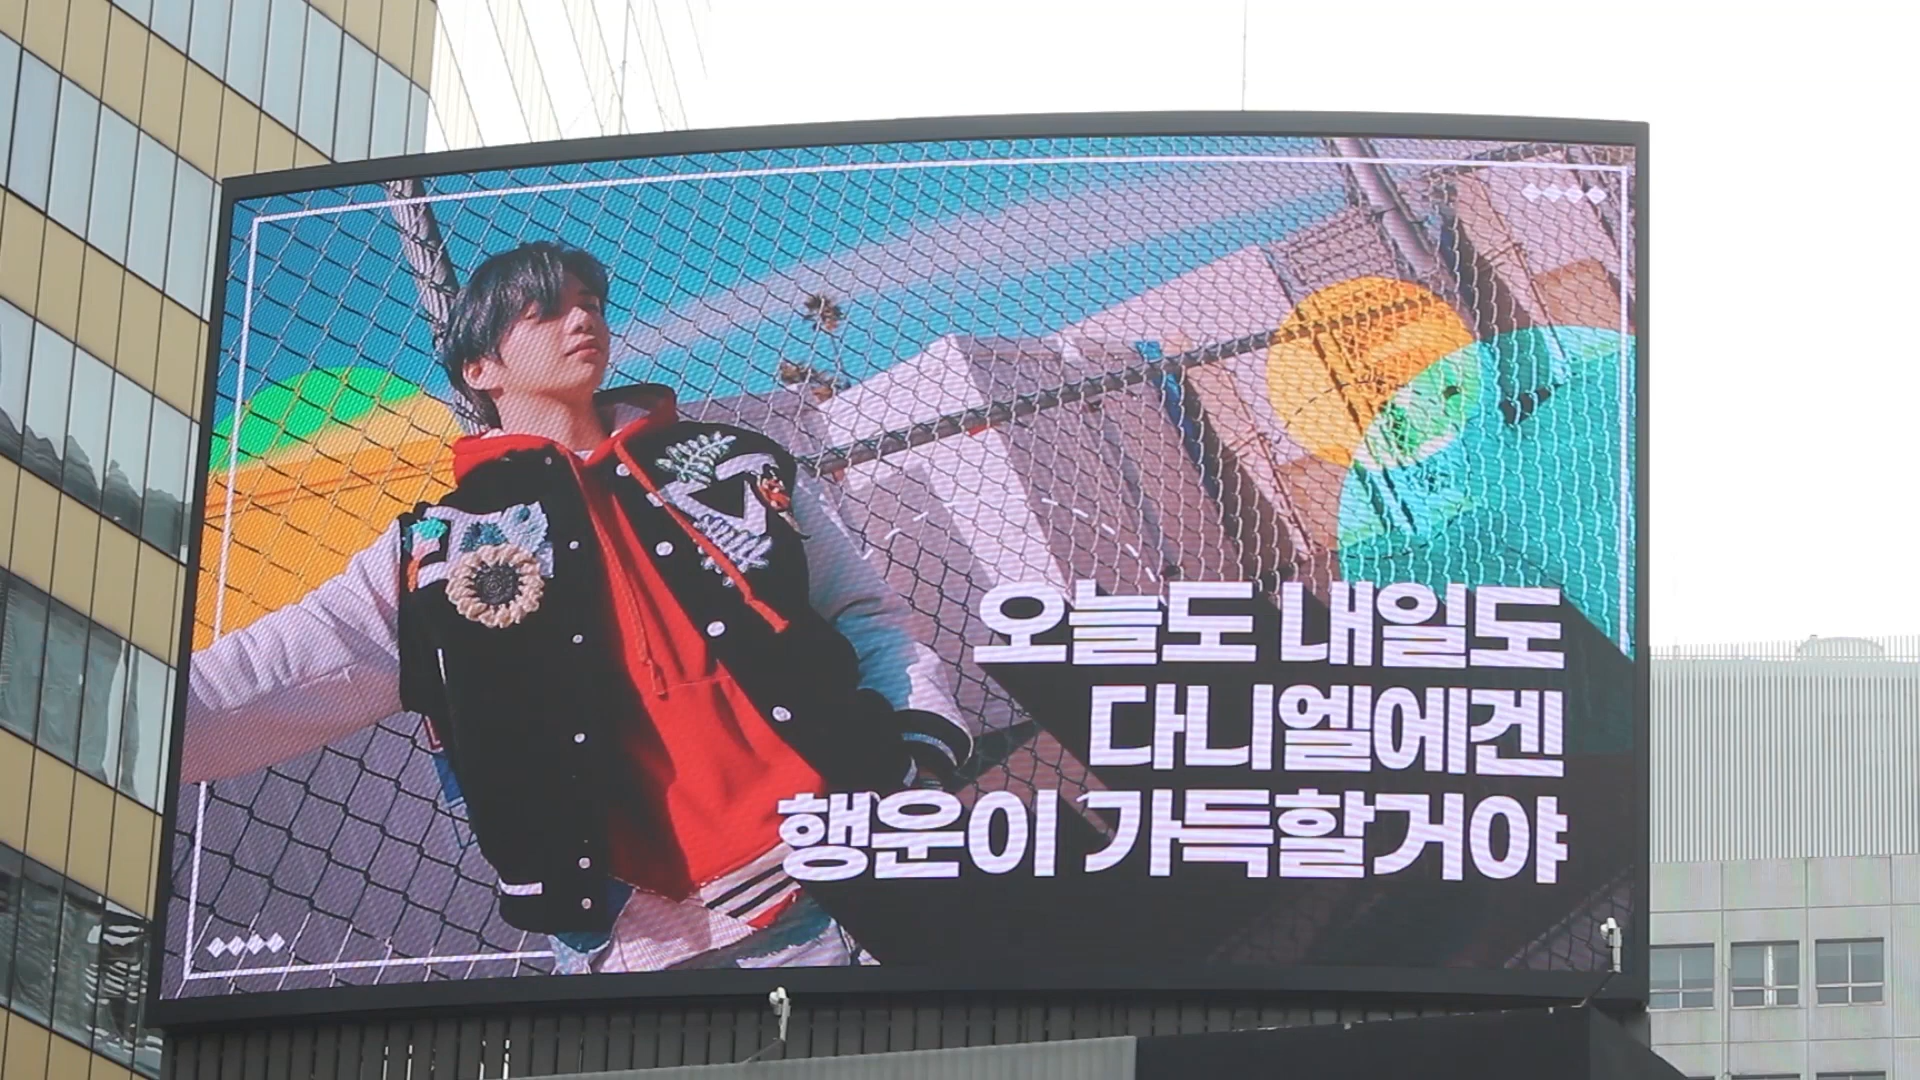 오늘도 내일도
다니엘에겐
행운이 가득할거야